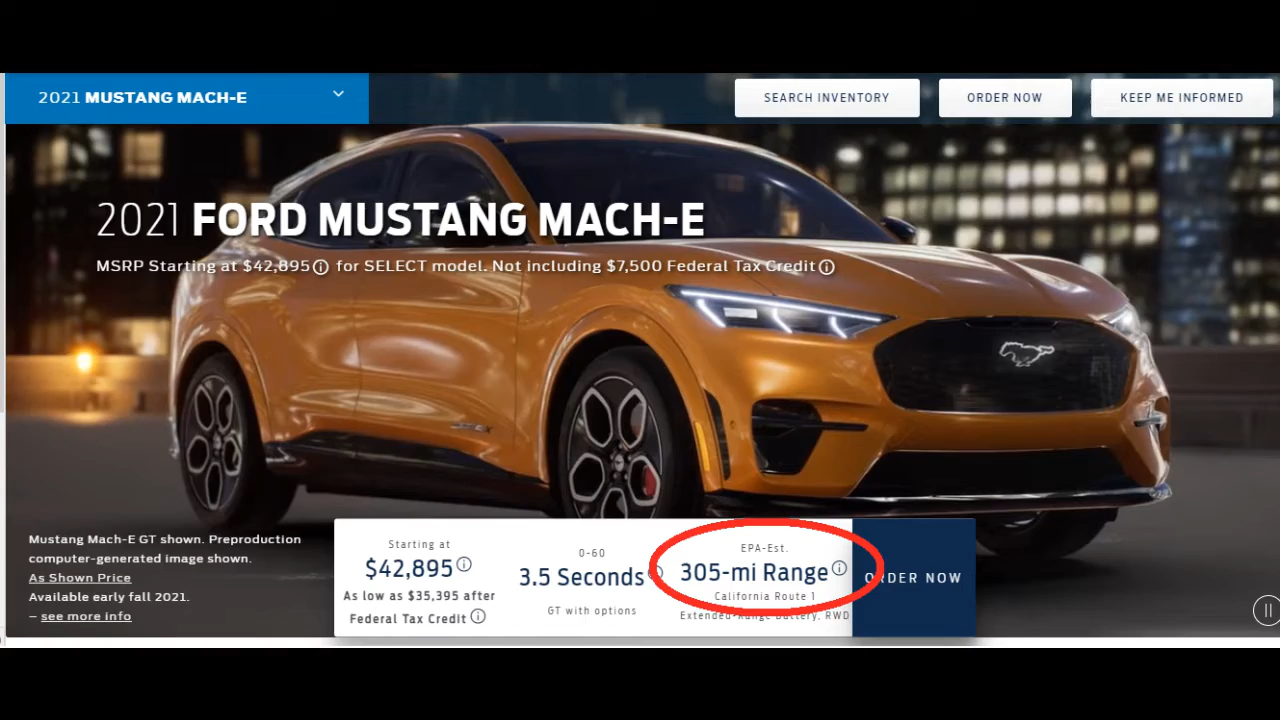 2021 MUSTANG MACH-E
SEARCH INVENTORY
ORDER NOW
KEEP ME INFORMED
2021 FORD MUSTANG MACH-E
MSRP Starting at $42,895 for SELECT model. Not including $7,500 Federal Tax Credit
Mustang Mach-E GT shown. Preproduction
computer-generated image shown.
As Shown Price
Available early fall 2021.
– see more info
Starting at
$42,895
As low as $35,395 after
Federal Tax Credit
0-60
3.5 Seconds
GT with options
EPA-Est.
305-mi Range
California Route 1
Extended-Range Battery, RWD
ORDER NOW